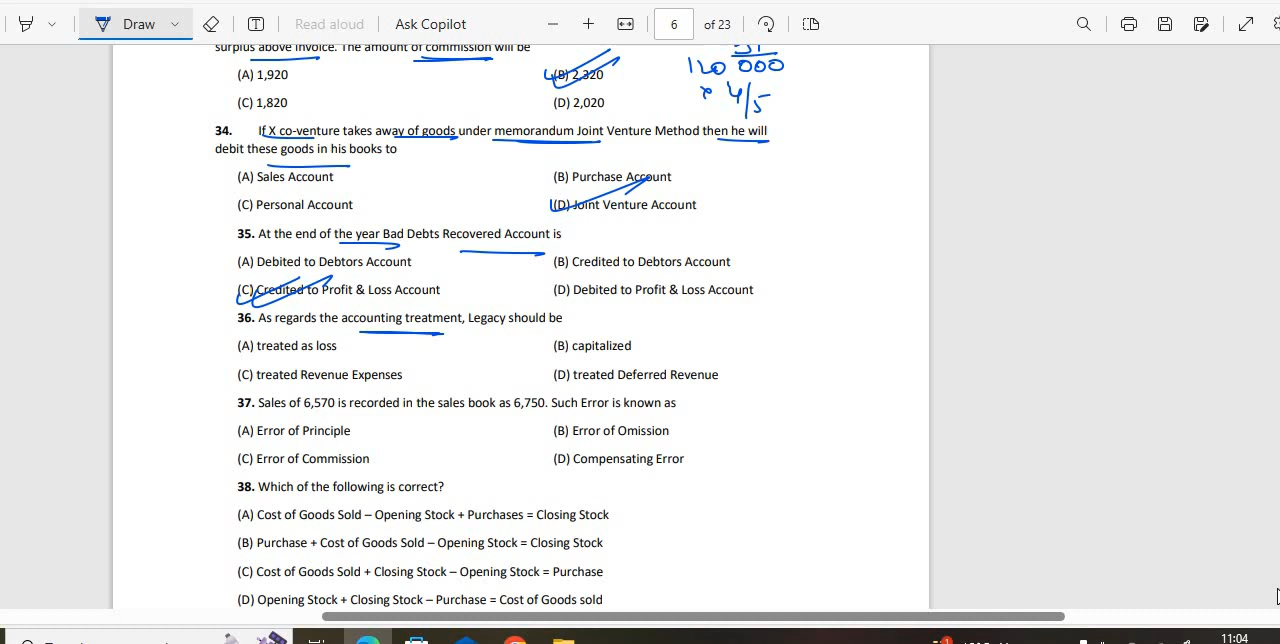 Draw
Read aloud
Ask Copilot
6
of 23
surplus above invoice. The amount of commission will be
(A) 1,920
(B) 2,320
(C) 1,820
(D) 2,020
120 000
× 4/5
34. If X co-venture takes away of goods under memorandum Joint Venture Method then he will
debit these goods in his books to
(A) Sales Account
(B) Purchase Account
(C) Personal Account
(D) Joint Venture Account
35. At the end of the year Bad Debts Recovered Account is
(A) Debited to Debtors Account
(B) Credited to Debtors Account
(C) Credited to Profit & Loss Account
(D) Debited to Profit & Loss Account
36. As regards the accounting treatment, Legacy should be
(A) treated as loss
(B) capitalized
(C) treated Revenue Expenses
(D) treated Deferred Revenue
37. Sales of 6,570 is recorded in the sales book as 6,750. Such Error is known as
(A) Error of Principle
(B) Error of Omission
(C) Error of Commission
(D) Compensating Error
38. Which of the following is correct?
(A) Cost of Goods Sold – Opening Stock + Purchases = Closing Stock
(B) Purchase + Cost of Goods Sold – Opening Stock = Closing Stock
(C) Cost of Goods Sold + Closing Stock – Opening Stock = Purchase
(D) Opening Stock + Closing Stock – Purchase = Cost of Goods sold
11:04